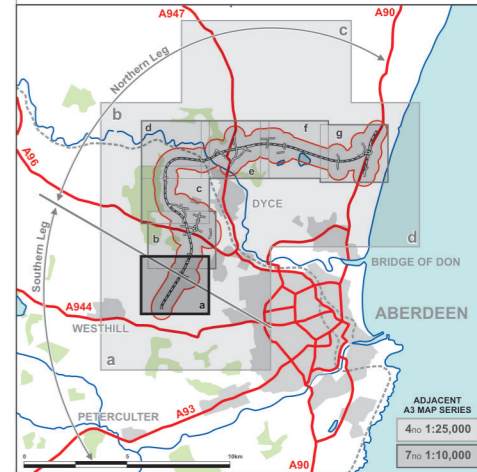 A947
A90
c
Northern Leg
b
d
f
g
A96
e
c
DYCE
b
d
Southern Leg
BRIDGE OF DON
a
A944
ABERDEEN
WESTHILL
a
ADJACENT
A3 MAP SERIES
PETERCULTER
A93
4no 1:25,000
7no 1:10,000
0 5 10km
A90